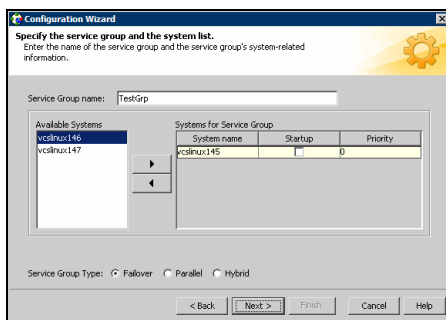 Configuration Wizard
Specify the service group and the system list.
Enter the name of the service group and the service group's system-related
information.
Service Group name: TestGrp
Available Systems
vcslinux146
vcslinux147
Systems for Service Group
System name Startup Priority
vcslinux145 0
Service Group Type: Failover Parallel Hybrid
< Back Next > Finish Cancel Help